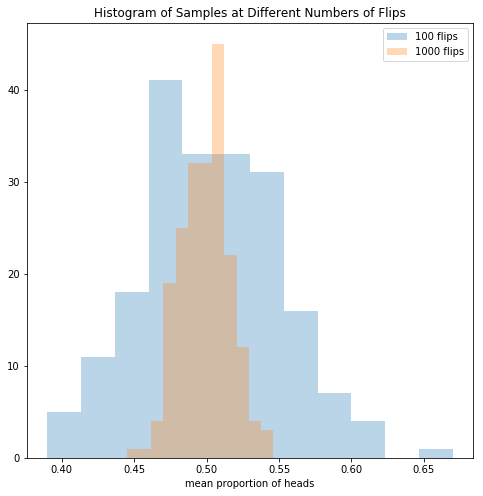 Histogram of Samples at Different Numbers of Flips
100 flips
1000 flips
40
30
20
10
0
0.40 0.45 0.50 0.55 0.60 0.65
mean proportion of heads